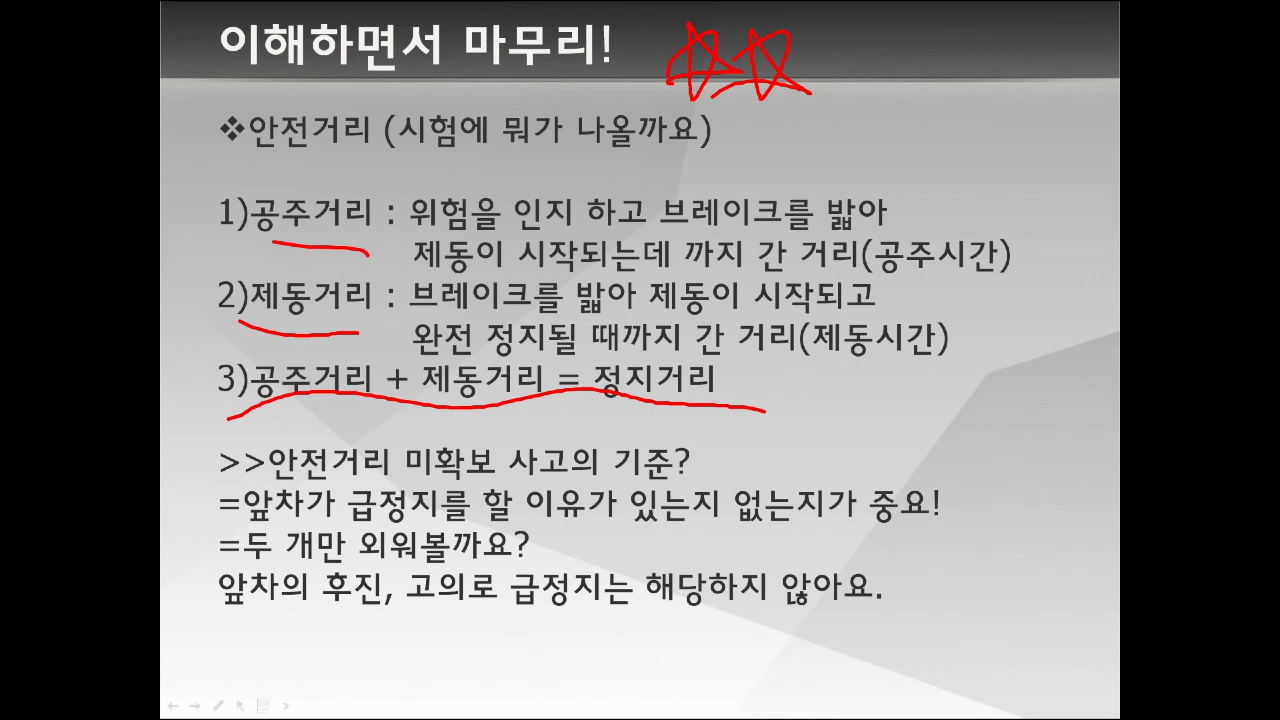 이해하면서 마무리!
❖안전거리 (시험에 뭐가 나올까요)
1)공주거리 : 위험을 인지 하고 브레이크를 밟아
제동이 시작되는데 까지 간 거리(공주시간)
2)제동거리 : 브레이크를 밟아 제동이 시작되고
완전 정지될 때까지 간 거리(제동시간)
3)공주거리 + 제동거리 = 정지거리
>>안전거리 미확보 사고의 기준?
=앞차가 급정지를 할 이유가 있는지 없는지가 중요!
=두 개만 외워볼까요?
앞차의 후진, 고의로 급정지는 해당하지 않아요.